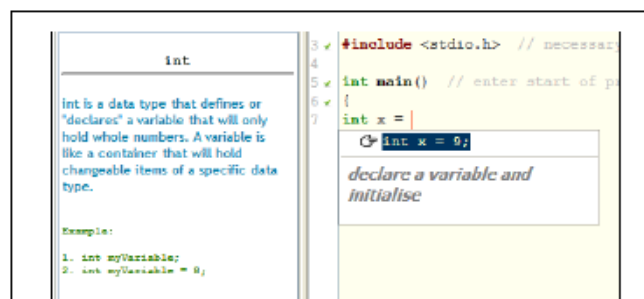 int
int is a data type that defines or
"declares" a variable that will only
hold whole numbers. A variable is
like a container that will hold
changeable items of a specific data
type.
Example:
1. int myVariable;
2. int myVariable = 8;
3 #include <stdio.h> // necessary
4
5 int main() // enter start of p
6 {
7 int x =
int x = 9;
declare a variable and
initialise